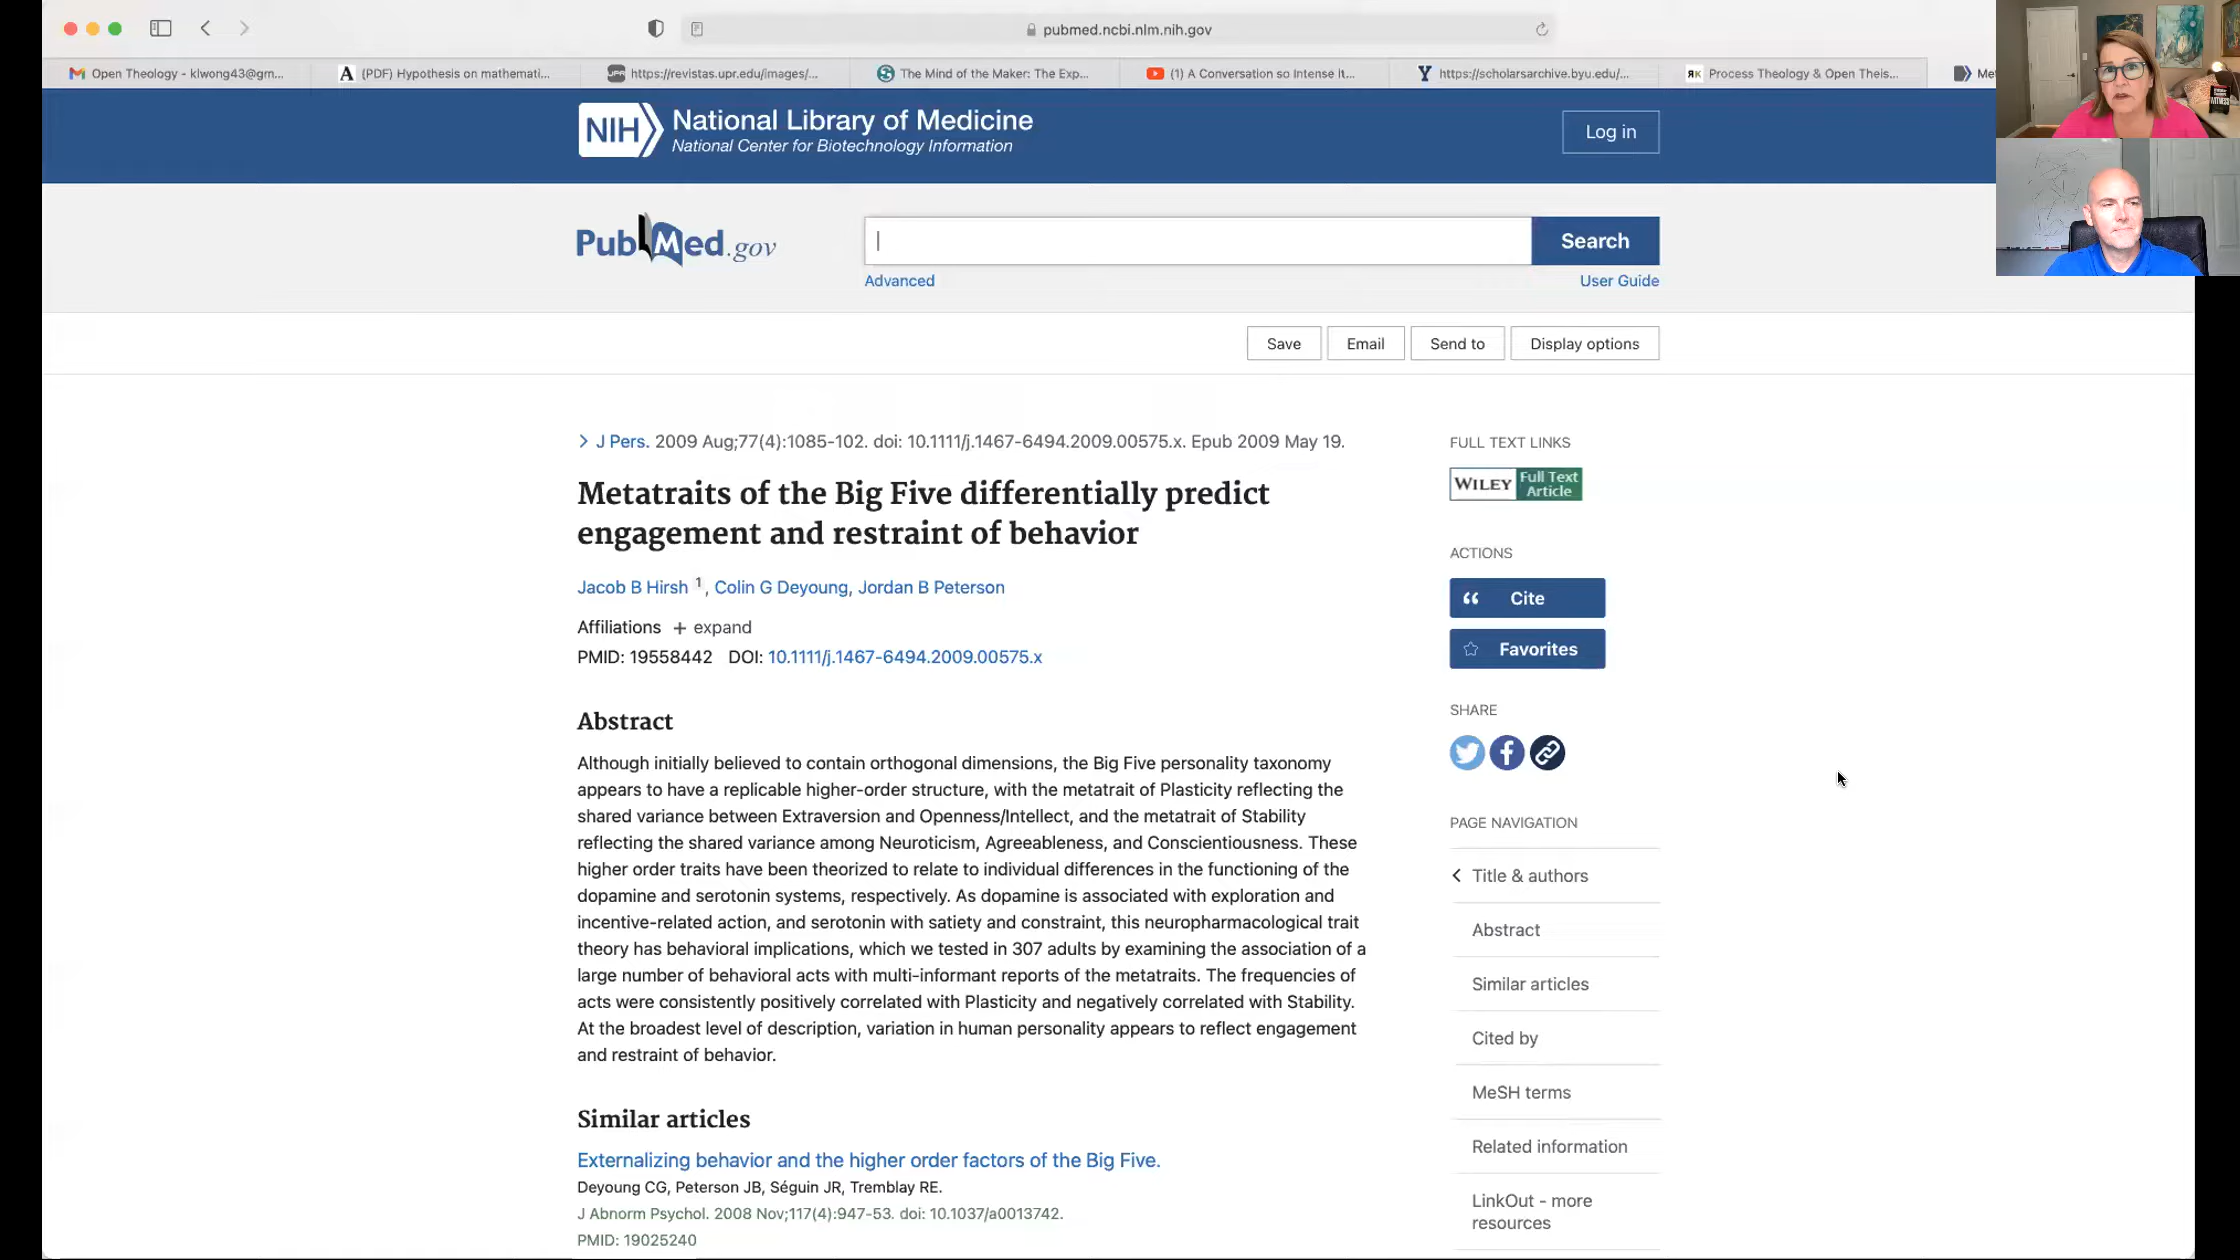 pubmed.ncbi.nlm.nih.gov
Open Theology - klwong43@gm...
(PDF) Hypothesis on mathemati...
https://revistas.upr.edu/images/...
The Mind of the Maker: The Exp...
(1) A Conversation so Intense It...
https://scholarsarchive.byu.edu/...
Process Theology & Open Theis...
Met
NIH National Library of Medicine
National Center for Biotechnology Information
Log in
PubMed.gov
Search
Advanced
User Guide
Save
Email
Send to
Display options
J Pers. 2009 Aug;77(4):1085-102. doi: 10.1111/j.1467-6494.2009.00575.x. Epub 2009 May 19.
Metatraits of the Big Five differentially predict
engagement and restraint of behavior
Jacob B Hirsh 1, Colin G Deyoung, Jordan B Peterson
Affiliations + expand
PMID: 19558442 DOI: 10.1111/j.1467-6494.2009.00575.x
Abstract
Although initially believed to contain orthogonal dimensions, the Big Five personality taxonomy
appears to have a replicable higher-order structure, with the metatrait of Plasticity reflecting the
shared variance between Extraversion and Openness/Intellect, and the metatrait of Stability
reflecting the shared variance among Neuroticism, Agreeableness, and Conscientiousness. These
higher order traits have been theorized to relate to individual differences in the functioning of the
dopamine and serotonin systems, respectively. As dopamine is associated with exploration and
incentive-related action, and serotonin with satiety and constraint, this neuropharmacological trait
theory has behavioral implications, which we tested in 307 adults by examining the association of a
large number of behavioral acts with multi-informant reports of the metatraits. The frequencies of
acts were consistently positively correlated with Plasticity and negatively correlated with Stability.
At the broadest level of description, variation in human personality appears to reflect engagement
and restraint of behavior.
Similar articles
Externalizing behavior and the higher order factors of the Big Five.
Deyoung CG, Peterson JB, Séguin JR, Tremblay RE.
J Abnorm Psychol. 2008 Nov;117(4):947-53. doi: 10.1037/a0013742.
PMID: 19025240
FULL TEXT LINKS
WILEY Full Text
Article
ACTIONS
Cite
Favorites
SHARE
PAGE NAVIGATION
Title & authors
Abstract
Similar articles
Cited by
MeSH terms
Related information
LinkOut - more
resources